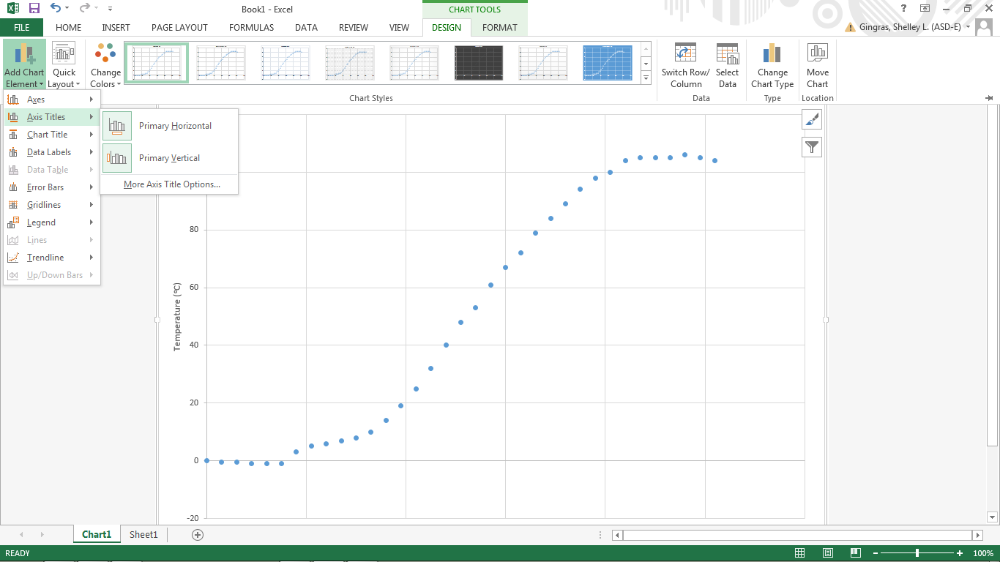 Book1 - Excel
CHART TOOLS
?
FILE HOME INSERT PAGE LAYOUT FORMULAS DATA REVIEW VIEW DESIGN FORMAT Gingras, Shelley L. (ASD-E)
Add Chart Element
Quick Layout
Change Colors
Switch Row/ Column
Select Data
Change Chart Type
Move Chart
Chart Styles
Data
Type
Location
Axes
Axis Titles
Chart Title
Data Labels
Data Table
Error Bars
Gridlines
Legend
Lines
Trendline
Up/Down Bars
Primary Horizontal
Primary Vertical
More Axis Title Options...
80
60
Temperature (°C)
40
20
0
-20
Chart1 Sheet1
READY
100%